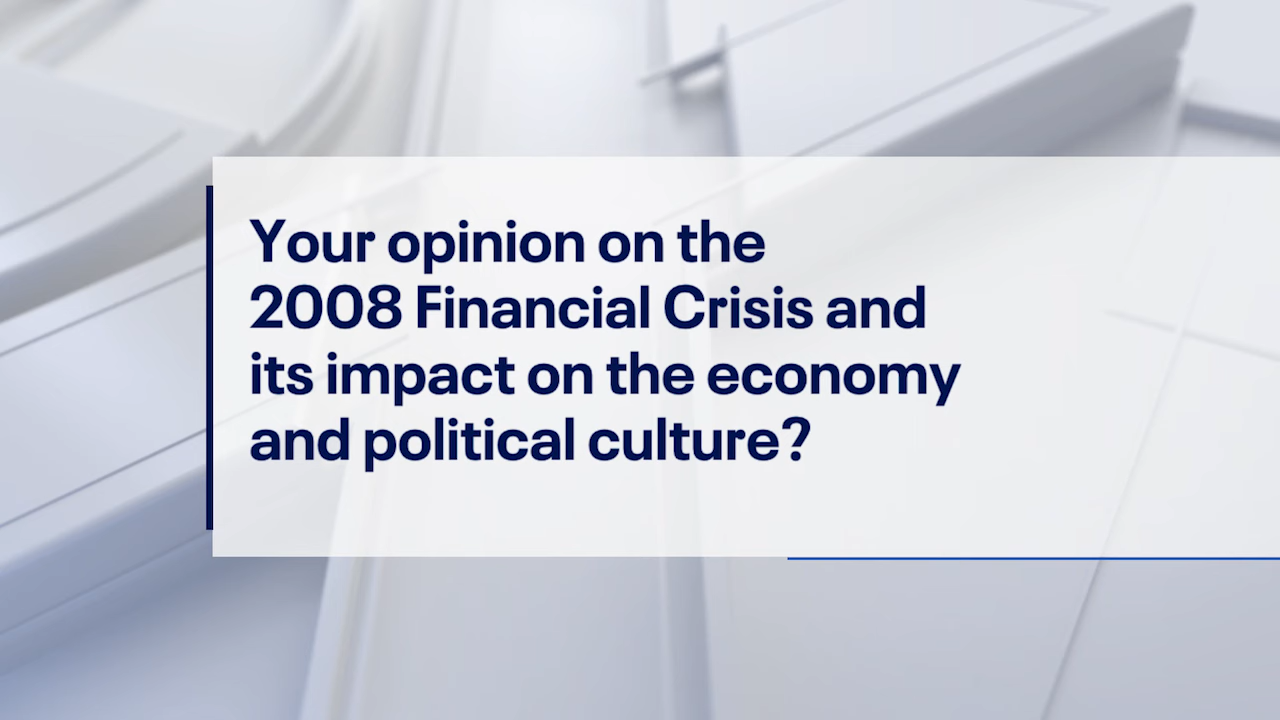 Your opinion on the
2008 Financial Crisis and
its impact on the economy
and political culture?